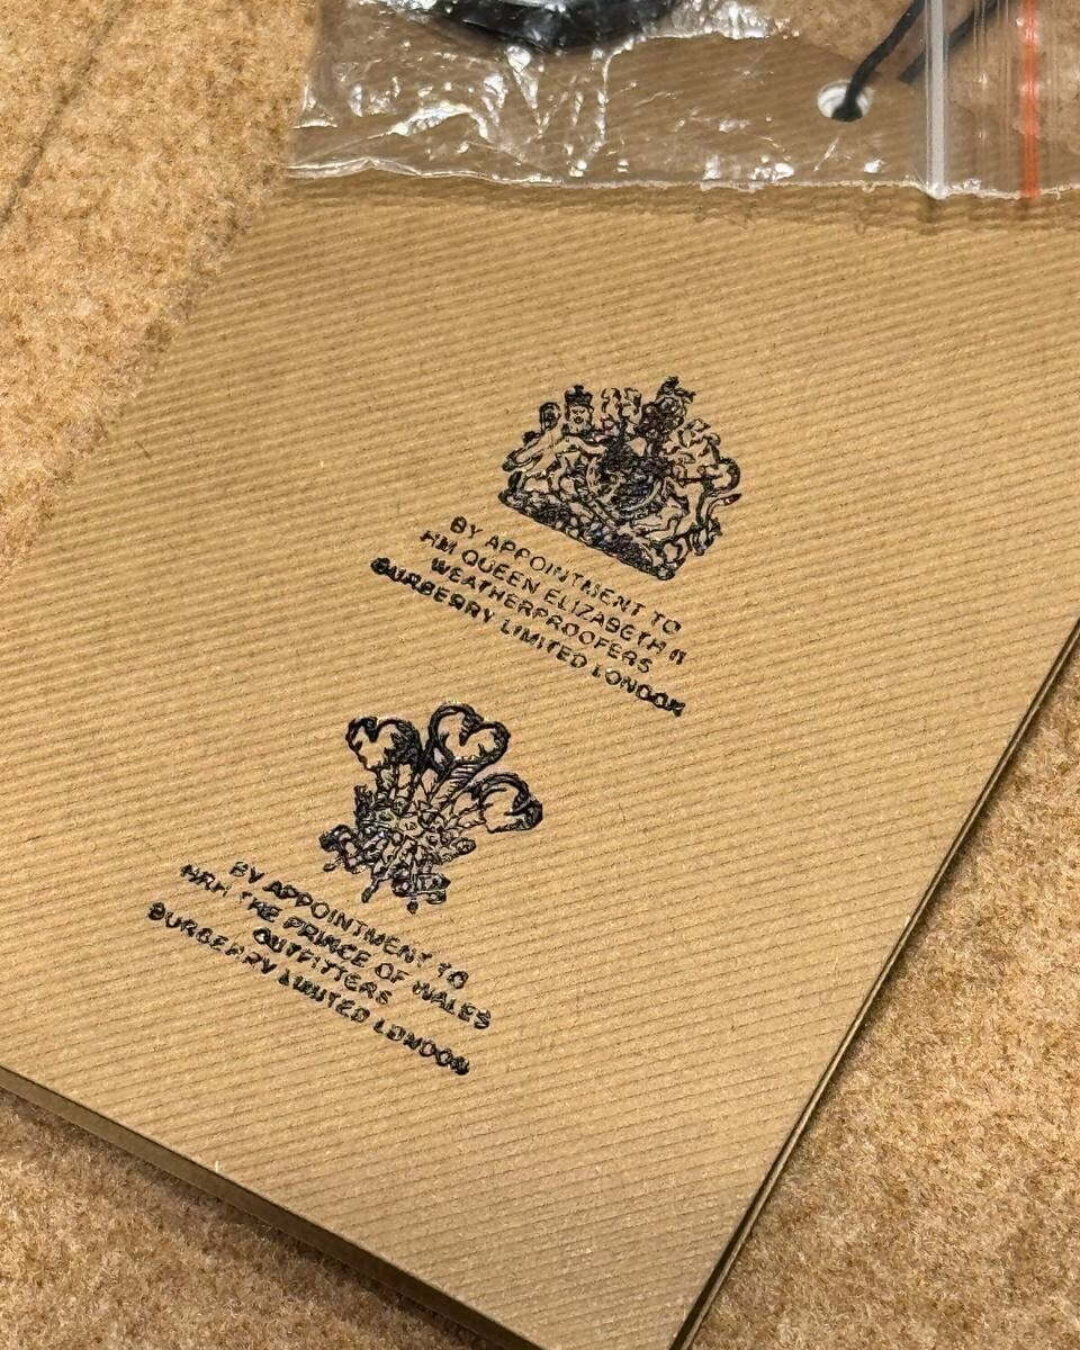 BY APPOINTMENT TO
HM QUEEN ELIZABETH II
WEATHERPROOFERS
BURBERRY LIMITED LONDON
BY APPOINTMENT TO
HRH THE PRINCE OF WALES
OUTFITTERS
BURBERRY LIMITED LONDON